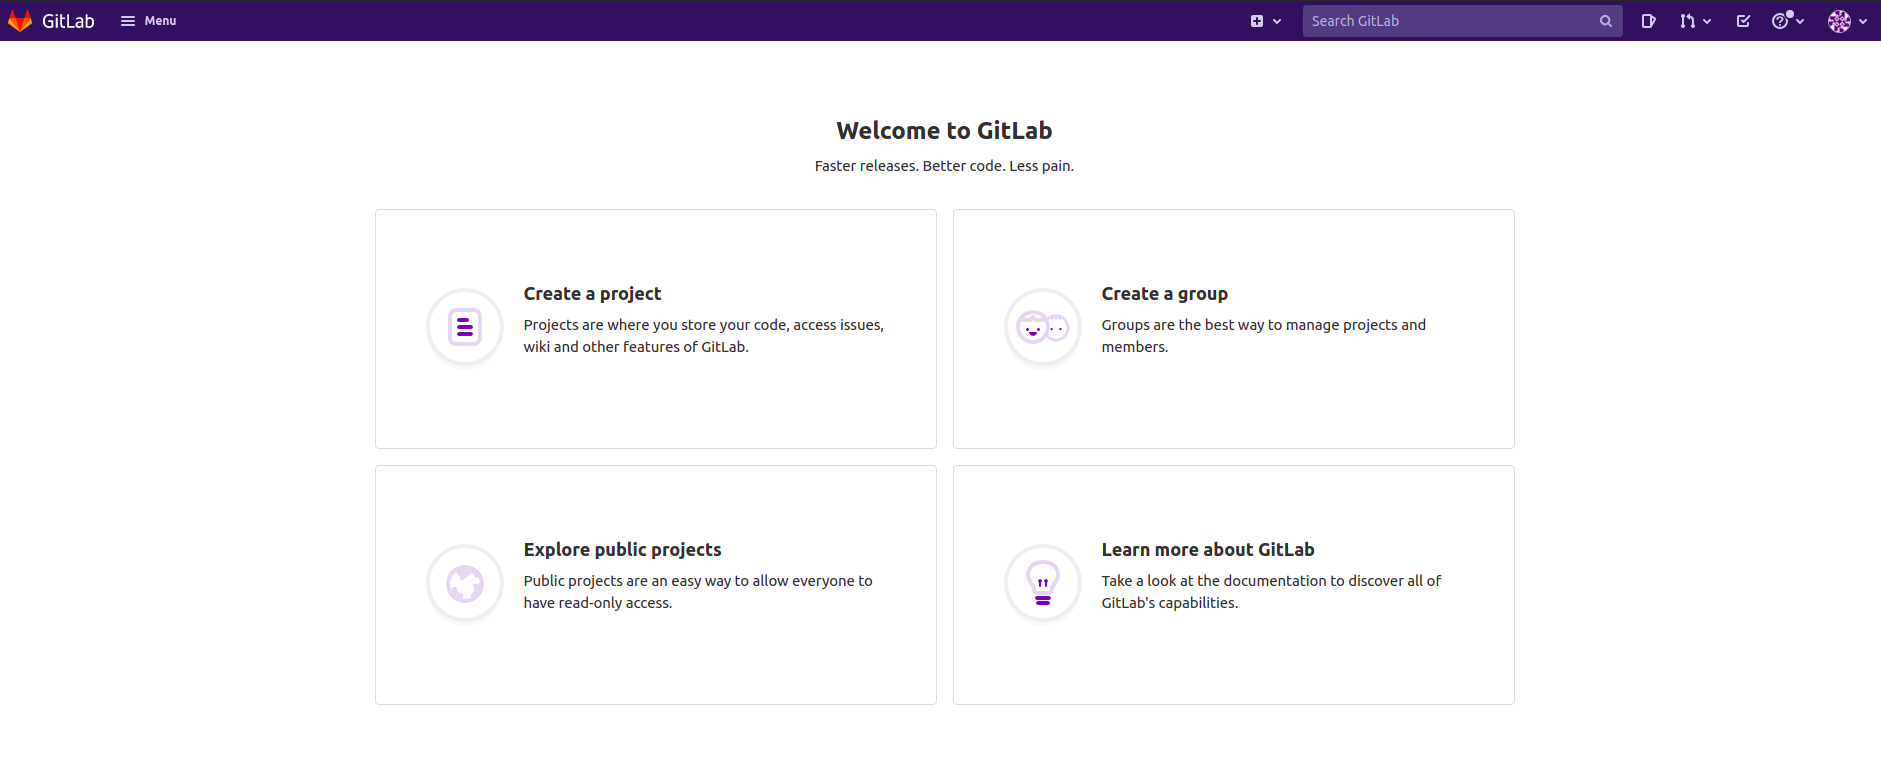 GitLab
Menu
Search GitLab
Welcome to GitLab
Faster releases. Better code. Less pain.
Create a project
Projects are where you store your code, access issues,
wiki and other features of GitLab.
Create a group
Groups are the best way to manage projects and
members.
Explore public projects
Public projects are an easy way to allow everyone to
have read-only access.
Learn more about GitLab
Take a look at the documentation to discover all of
GitLab's capabilities.